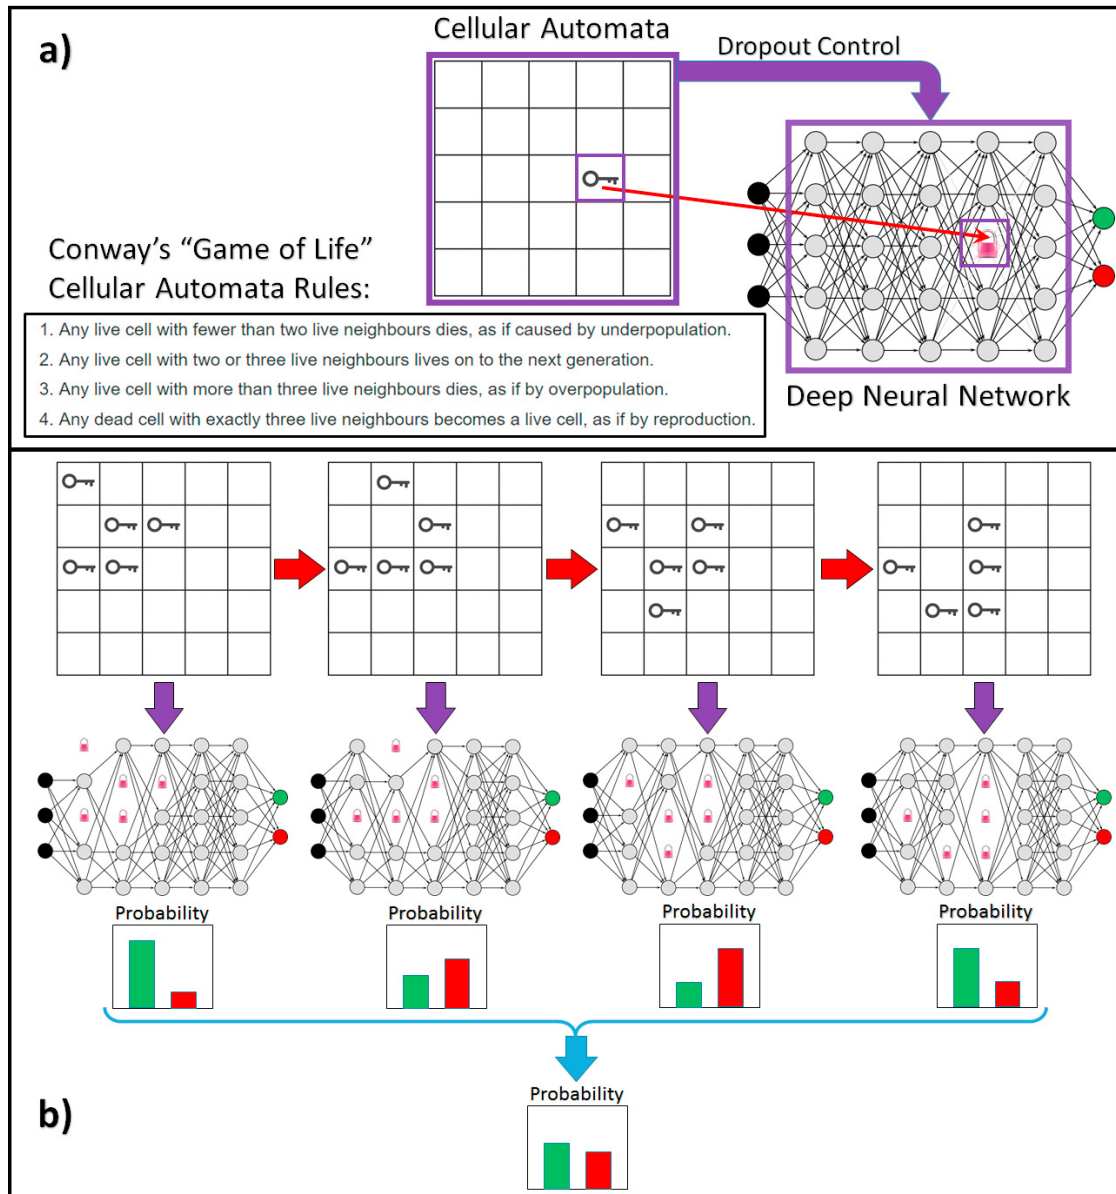 a)
Cellular Automata
Dropout Control
Conway's "Game of Life"
Cellular Automata Rules:
1. Any live cell with fewer than two live neighbours dies, as if caused by underpopulation.
2. Any live cell with two or three live neighbours lives on to the next generation.
3. Any live cell with more than three live neighbours dies, as if by overpopulation.
4. Any dead cell with exactly three live neighbours becomes a live cell, as if by reproduction.
Deep Neural Network
Probability
Probability
Probability
Probability
Probability
b)